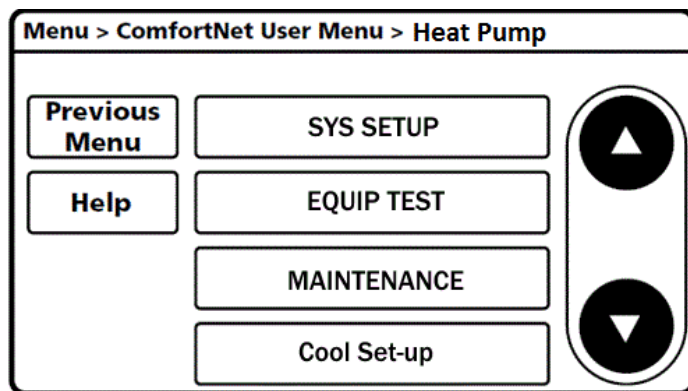 Menu > ComfortNet User Menu > Heat Pump
Previous
Menu
SYS SETUP
Help
EQUIP TEST
MAINTENANCE
Cool Set-up